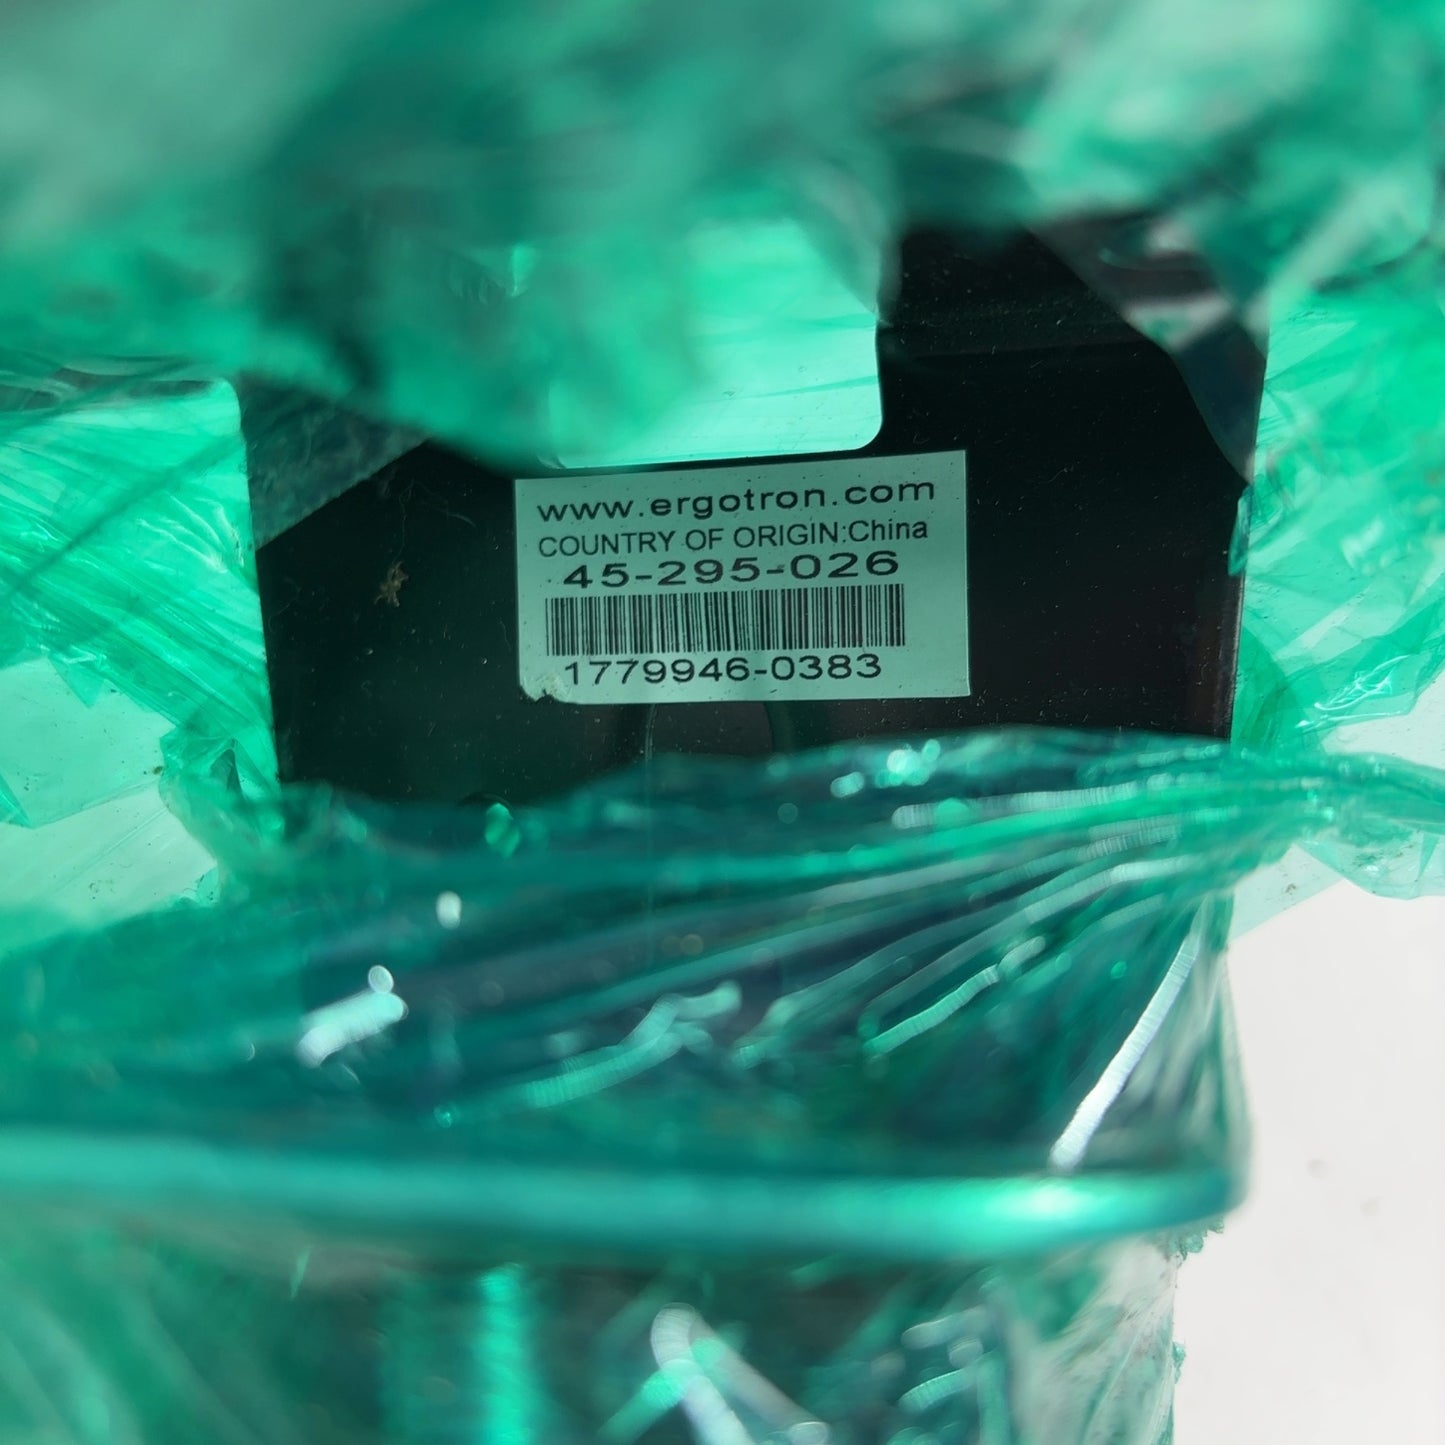 www.ergotron.com
COUNTRY OF ORIGIN:China
45-295-026
1779946-0383